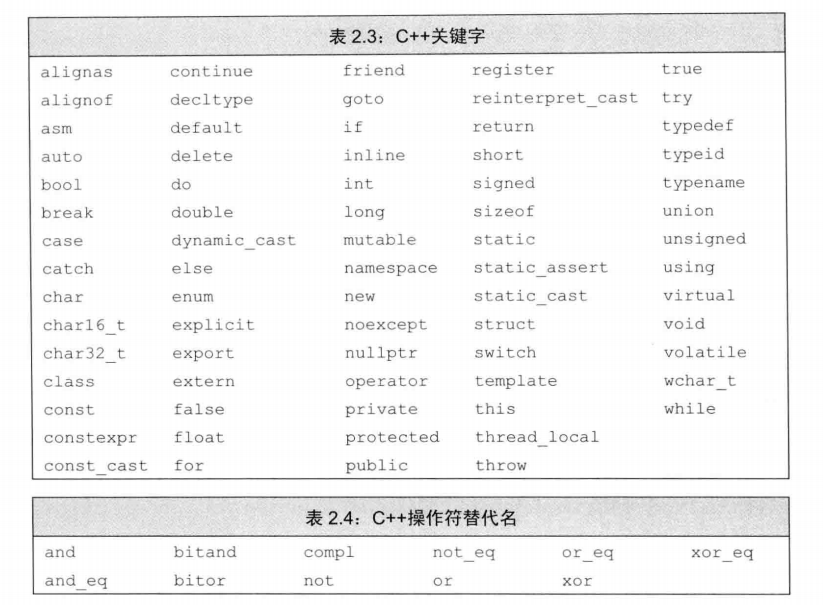 表 2.3：C++关键字
alignas continue friend register true
alignof decltype goto reinterpret_cast try
asm default if return typedef
auto delete inline short typeid
bool do int signed typename
break double long sizeof union
case dynamic_cast mutable static unsigned
catch else namespace static_assert using
char enum new static_cast virtual
char16_t explicit noexcept struct void
char32_t export nullptr switch volatile
class extern operator template wchar_t
const false private this while
constexpr float protected thread_local
const_cast for public throw
表 2.4：C++操作符替代名
and bitand compl not_eq or_eq xor_eq
and_eq bitor not or xor